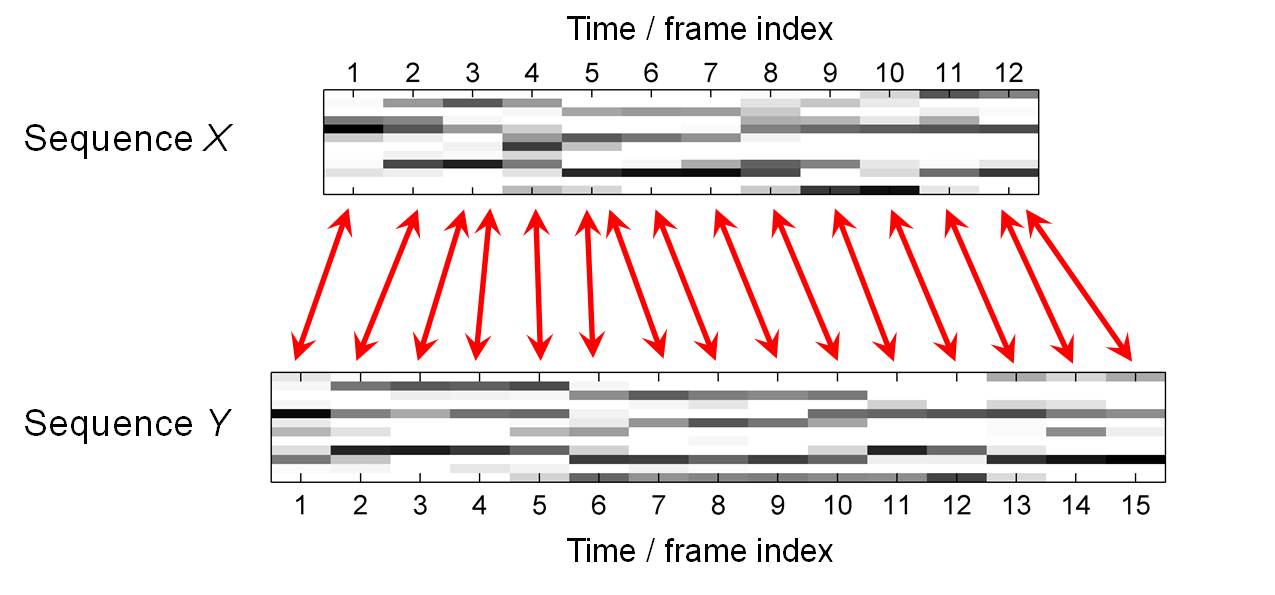 Time / frame index
1 2 3 4 5 6 7 8 9 10 11 12
Sequence X
Sequence Y
1 2 3 4 5 6 7 8 9 10 11 12 13 14 15
Time / frame index